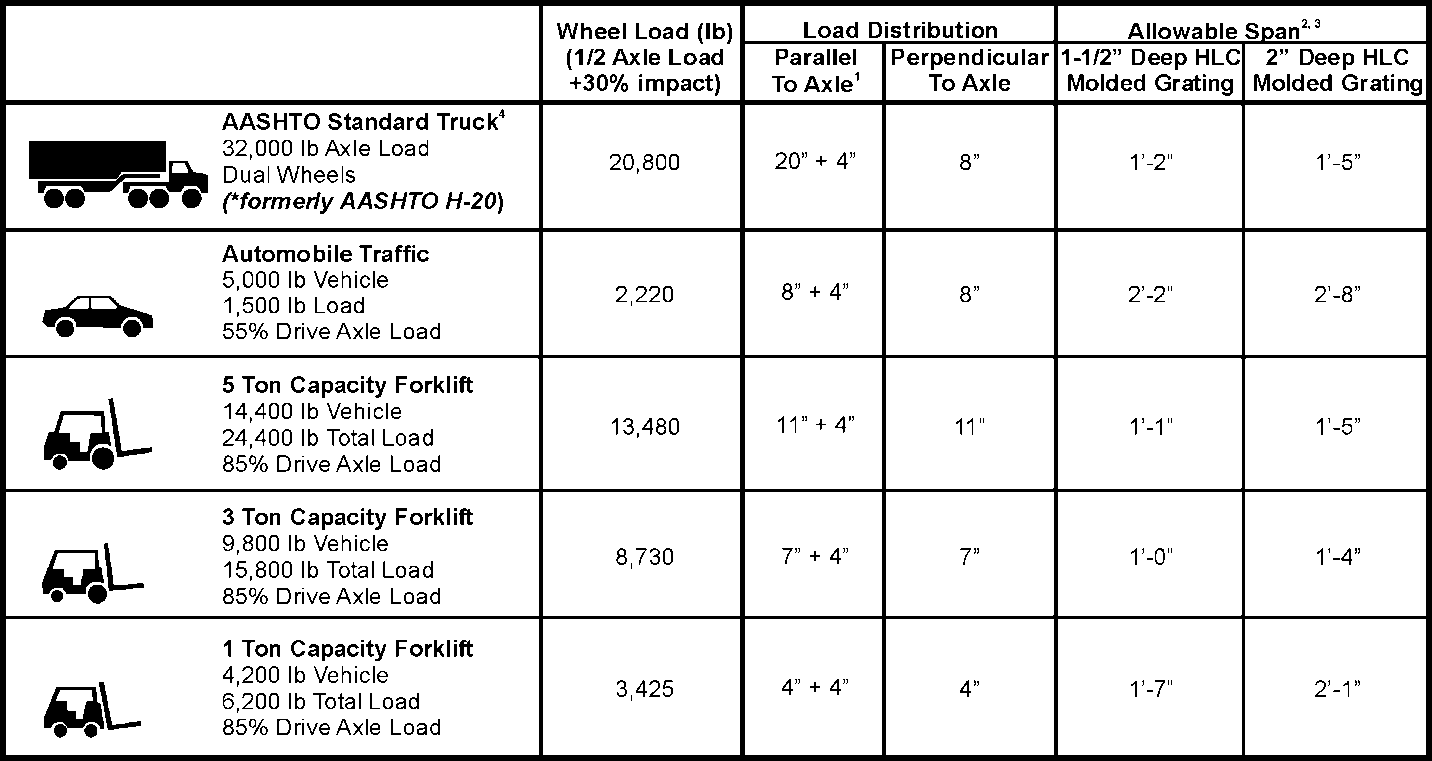 Wheel Load (lb)
(1/2 Axle Load
+30% impact)
Load Distribution
Parallel
To Axle¹
Perpendicular
To Axle
Allowable Span²,³
1-1/2” Deep HLC
Molded Grating
2” Deep HLC
Molded Grating
AASHTO Standard Truck⁴
32,000 lb Axle Load
Dual Wheels
(*formerly AASHTO H-20)
20,800
20” + 4”
8”
1’-2"
1’-5”
Automobile Traffic
5,000 lb Vehicle
1,500 lb Load
55% Drive Axle Load
2,220
8” + 4”
8”
2’-2"
2’-8”
5 Ton Capacity Forklift
14,400 lb Vehicle
24,400 lb Total Load
85% Drive Axle Load
13,480
11” + 4”
11"
1’-1"
1’-5”
3 Ton Capacity Forklift
9,800 lb Vehicle
15,800 lb Total Load
85% Drive Axle Load
8,730
7” + 4”
7”
1’-0"
1’-4”
1 Ton Capacity Forklift
4,200 lb Vehicle
6,200 lb Total Load
85% Drive Axle Load
3,425
4” + 4”
4”
1’-7"
2’-1”